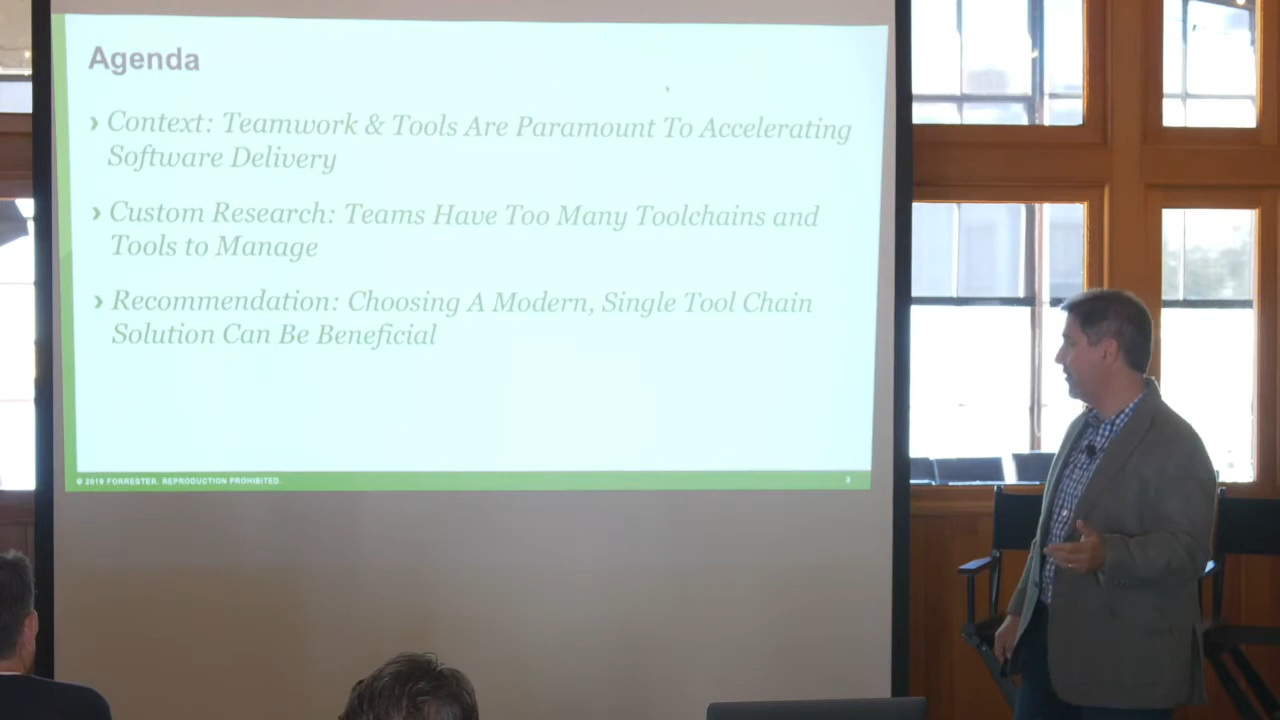 Agenda
› Context: Teamwork & Tools Are Paramount To Accelerating
Software Delivery
› Custom Research: Teams Have Too Many Toolchains and
Tools to Manage
› Recommendation: Choosing A Modern, Single Tool Chain
Solution Can Be Beneficial
© 2019 FORRESTER. REPRODUCTION PROHIBITED.